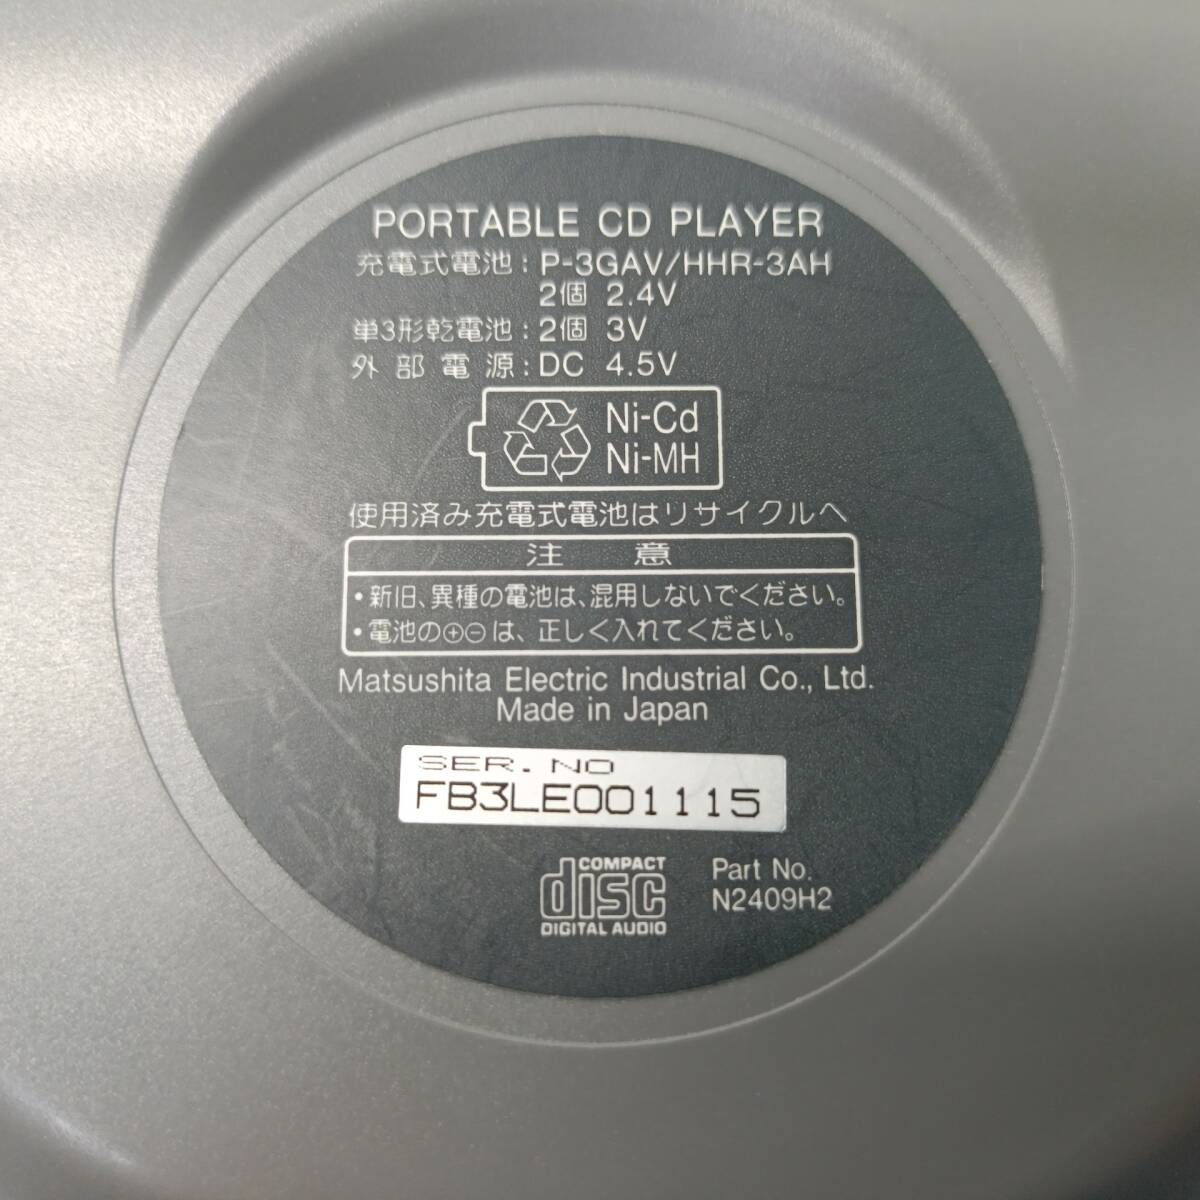 PORTABLE CD PLAYER
充電式電池:P-3GAV/HHR-3AH
2個 2.4V
単3形乾電池:2個 3V
外部電源:DC 4.5V
Ni-Cd
Ni-MH
使用済み充電式電池はリサイクルへ
注意
・新旧、異種の電池は、混用しないでください。
・電池の⊕⊖は、正しく入れてください。
Matsushita Electric Industrial Co., Ltd.
Made in Japan
SER. NO
FB3LE001115
COMPACT
disc
DIGITAL AUDIO
Part No.
N2409H2